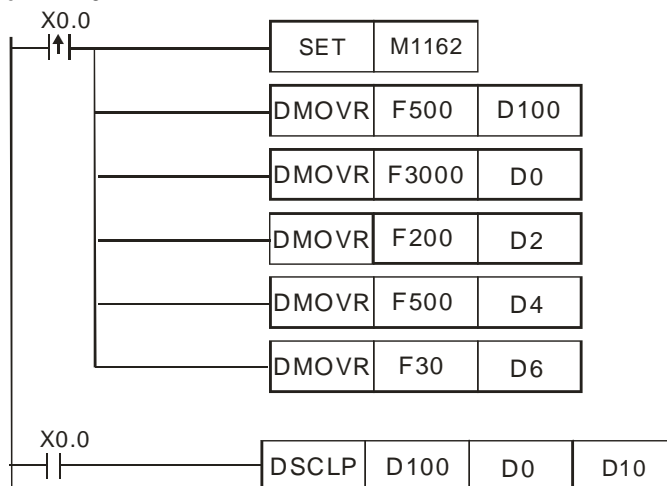 X0.0
SET M1162
DMOVR F500 D100
DMOVR F3000 D0
DMOVR F200 D2
DMOVR F500 D4
DMOVR F30 D6
X0.0
DSCLP D100 D0 D10